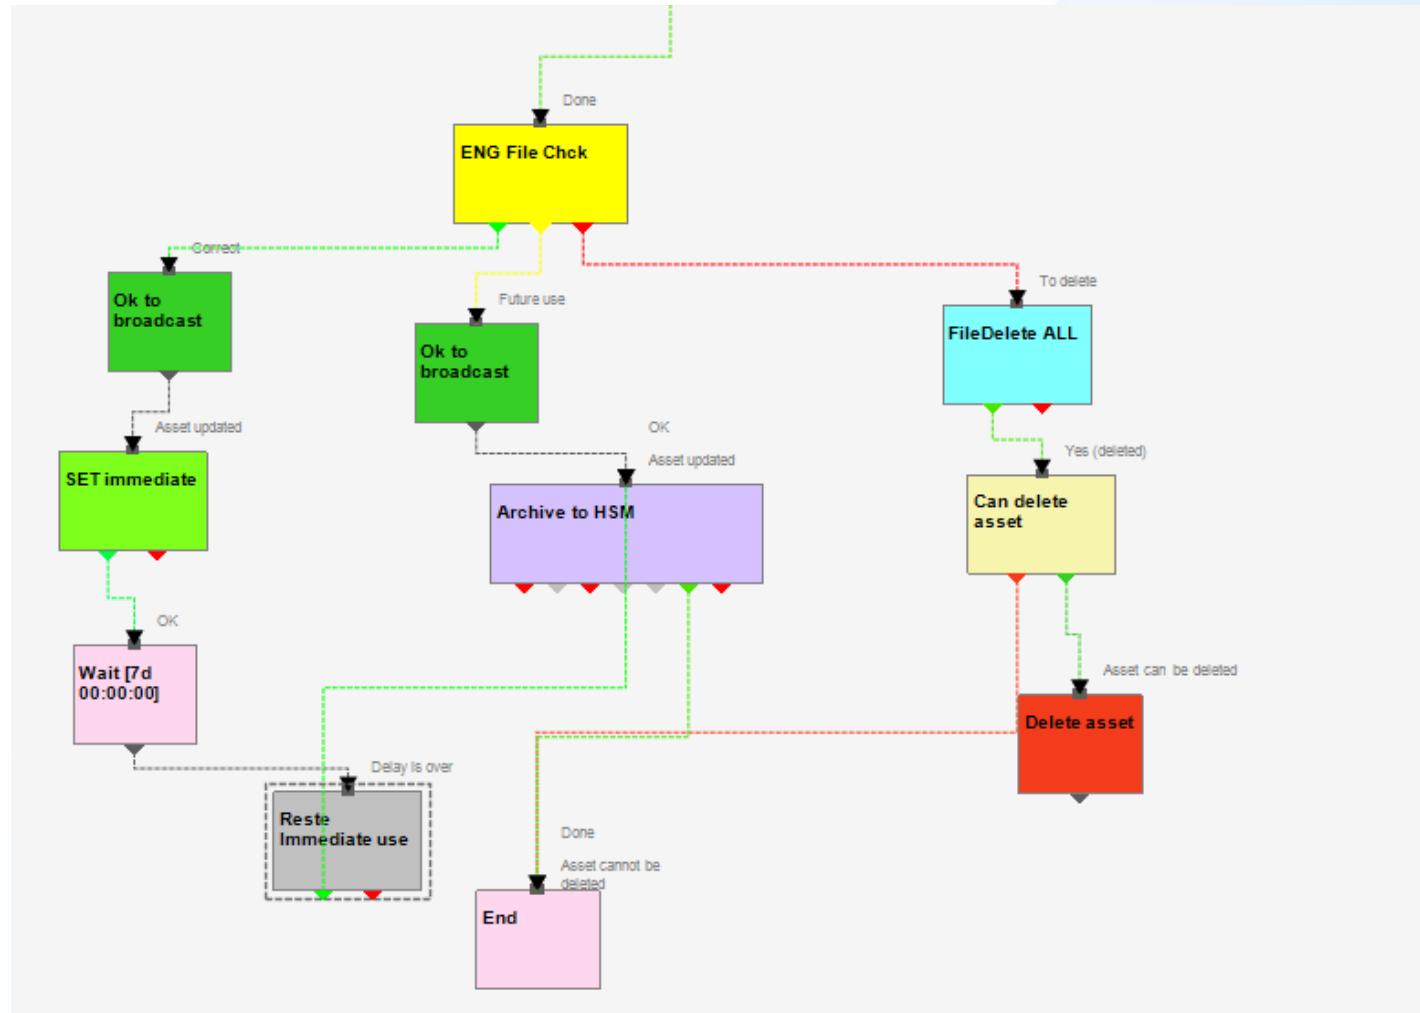 Done
ENG File Chck
Correct
To delete
Future use
Ok to
broadcast
FileDelete ALL
Ok to
broadcast
Asset updated
OK
Asset updated
Yes (deleted)
SET immediate
Archive to HSM
Can delete
asset
OK
Wait [7d
00:00:00]
Asset can be deleted
Delete asset
Delay is over
Reste
Immediate use
Done
Asset cannot be
deleted
End